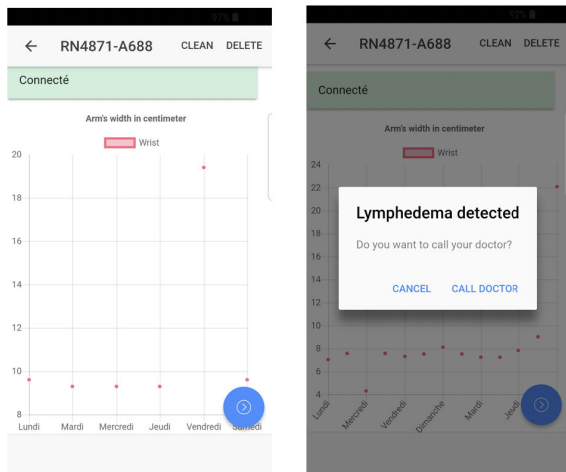 97%
RN4871-A688 CLEAN DELETE
Connecté
Arm's width in centimeter
Wrist
20
18
16
14
12
10
8
Lundi Mardi Mercredi Jeudi Vendredi Samedi
92%
RN4871-A688 CLEAN DELETE
Connecté
Arm's width in centimeter
Wrist
24
22
20
18
16
14
12
10
8
6
4
Lymphedema detected
Do you want to call your doctor?
CANCEL CALL DOCTOR
Lundi Mercredi Vendredi Dimanche Mardi Jeudi